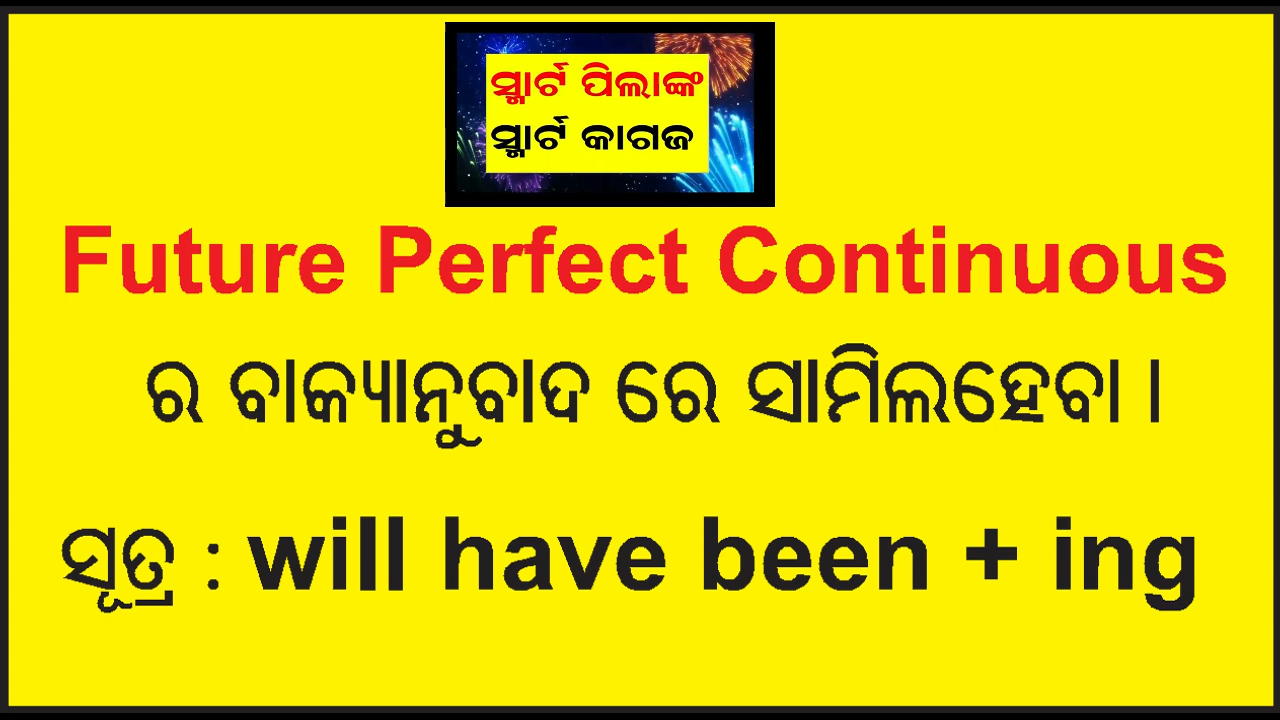 ସ୍ମାର୍ଟ ପିଲାଙ୍କ
ସ୍ମାର୍ଟ କାଗଜ
Future Perfect Continuous
ର ବାକ୍ୟାନୁବାଦ ରେ ସାମିଲହେବା ।
ସୂତ୍ର : will have been + ing